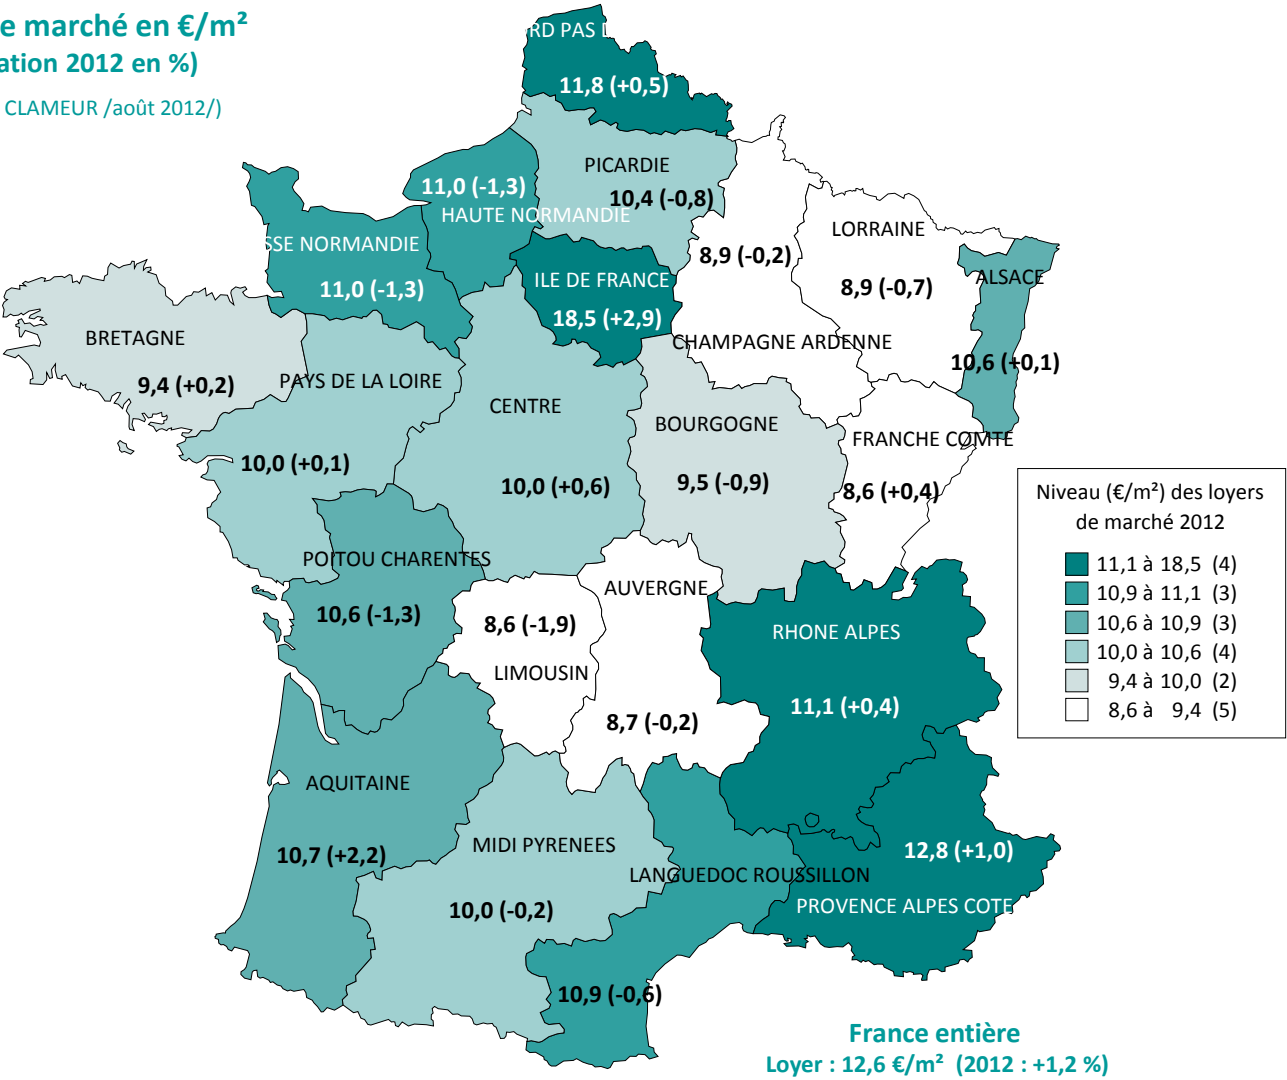 e marché en €/m²
ation 2012 en %)
CLAMEUR /août 2012/)
RD PAS D
11,8 (+0,5)
PICARDIE
10,4 (-0,8)
11,0 (-1,3)
HAUTE NORMANDIE
SSE NORMANDIE
11,0 (-1,3)
ILE DE FRANCE
18,5 (+2,9)
8,9 (-0,2)
CHAMPAGNE ARDENNE
LORRAINE
8,9 (-0,7)
ALSACE
10,6 (+0,1)
BRETAGNE
9,4 (+0,2)
PAYS DE LA LOIRE
10,0 (+0,1)
CENTRE
10,0 (+0,6)
BOURGOGNE
9,5 (-0,9)
FRANCHE COMTE
8,6 (+0,4)
POITOU CHARENTES
10,6 (-1,3)
8,6 (-1,9)
LIMOUSIN
AUVERGNE
8,7 (-0,2)
RHONE ALPES
11,1 (+0,4)
AQUITAINE
10,7 (+2,2)
MIDI PYRENEES
10,0 (-0,2)
LANGUEDOC ROUSSILLON
10,9 (-0,6)
12,8 (+1,0)
PROVENCE ALPES COTE
Niveau (€/m²) des loyers
de marché 2012
11,1 à 18,5 (4)
10,9 à 11,1 (3)
10,6 à 10,9 (3)
10,0 à 10,6 (4)
9,4 à 10,0 (2)
8,6 à 9,4 (5)
France entière
Loyer : 12,6 €/m² (2012 : +1,2 %)